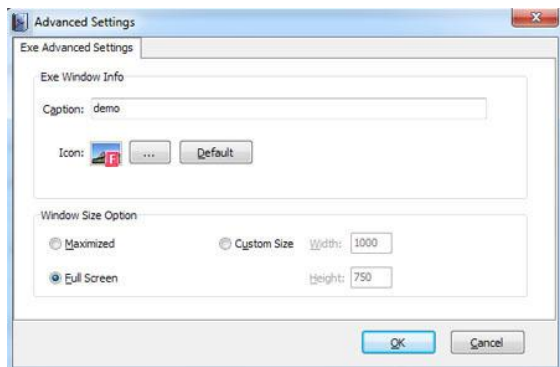 Advanced Settings
Exe Advanced Settings
Exe Window Info
Caption: demo
Icon: F ... Default
Window Size Option
Maximized Custom Size Width: 1000
Full Screen Height: 750
OK Cancel